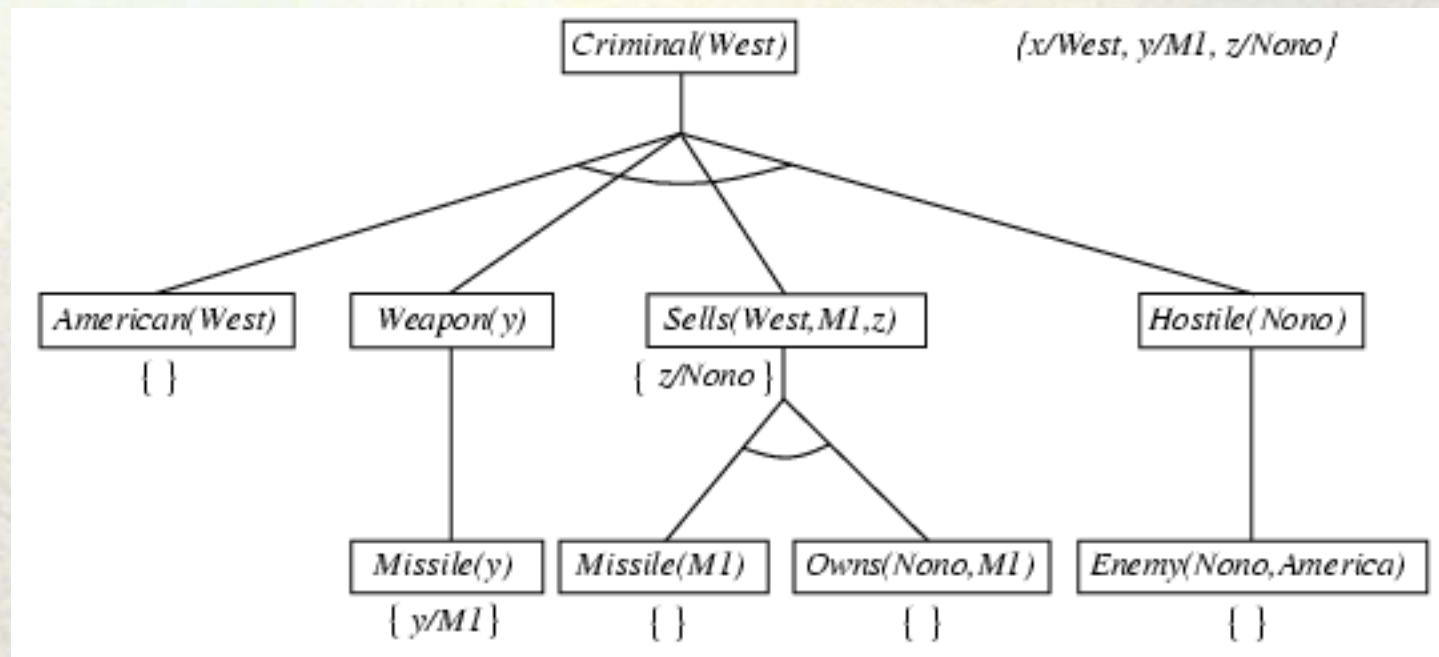 Criminal(West)
{x/West, y/M1, z/Nono}
American(West)
Weapon(y)
Sells(West,M1,z)
Hostile(Nono)
{ }
{ z/Nono }
Missile(y)
Missile(M1)
Owns(Nono,M1)
Enemy(Nono,America)
{ y/M1 }
{ }
{ }
{ }